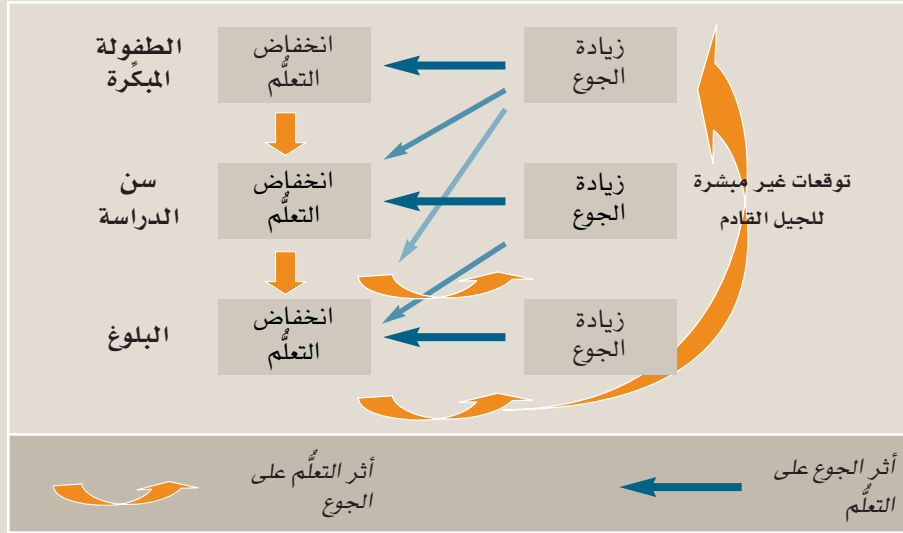 الطفولة
المبكِّرة
انخفاض
التعلُّم
زيادة
الجوع
سن
الدراسة
انخفاض
التعلُّم
زيادة
الجوع
توقعات غير مبشرة
للجيل القادم
البلوغ
انخفاض
التعلُّم
زيادة
الجوع
أثر الجوع على
التعلُّم
أثر التعلُّم على
الجوع